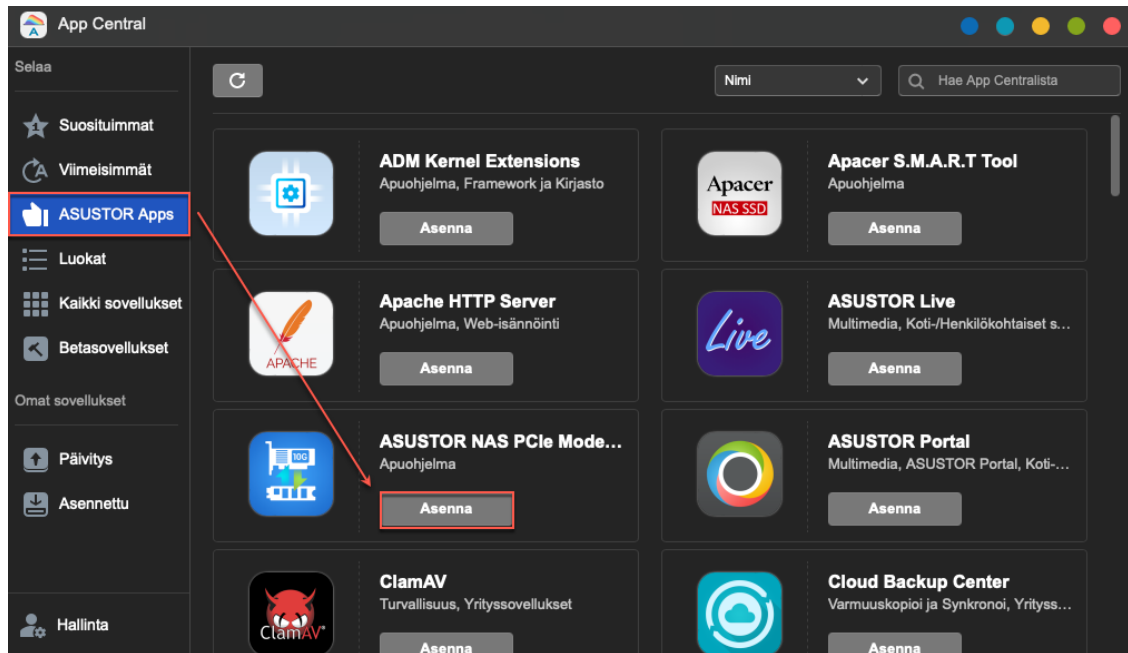 App Central
Selaa
Suosituimmat
Viimeisimmät
ASUSTOR Apps
Luokat
Kaikki sovellukset
Betasovellukset
Omat sovellukset
Päivitys
Asennettu
Hallinta
Nimi
Hae App Centralista
ADM Kernel Extensions
Apuohjelma, Framework ja Kirjasto
Asenna
Apacer
NAS SSD
Apacer S.M.A.R.T Tool
Apuohjelma
Asenna
APACHE
Apache HTTP Server
Apuohjelma, Web-isännöinti
Asenna
Live
ASUSTOR Live
Multimedia, Koti-/Henkilökohtaiset s...
Asenna
10G
ASUSTOR NAS PCIe Mode...
Apuohjelma
Asenna
ASUSTOR Portal
Multimedia, ASUSTOR Portal, Koti-...
Asenna
ClamAV
ClamAV
Turvallisuus, Yrityssovellukset
Asenna
Cloud Backup Center
Varmuuskopioi ja Synkronoi, Yrityss...
Asenna